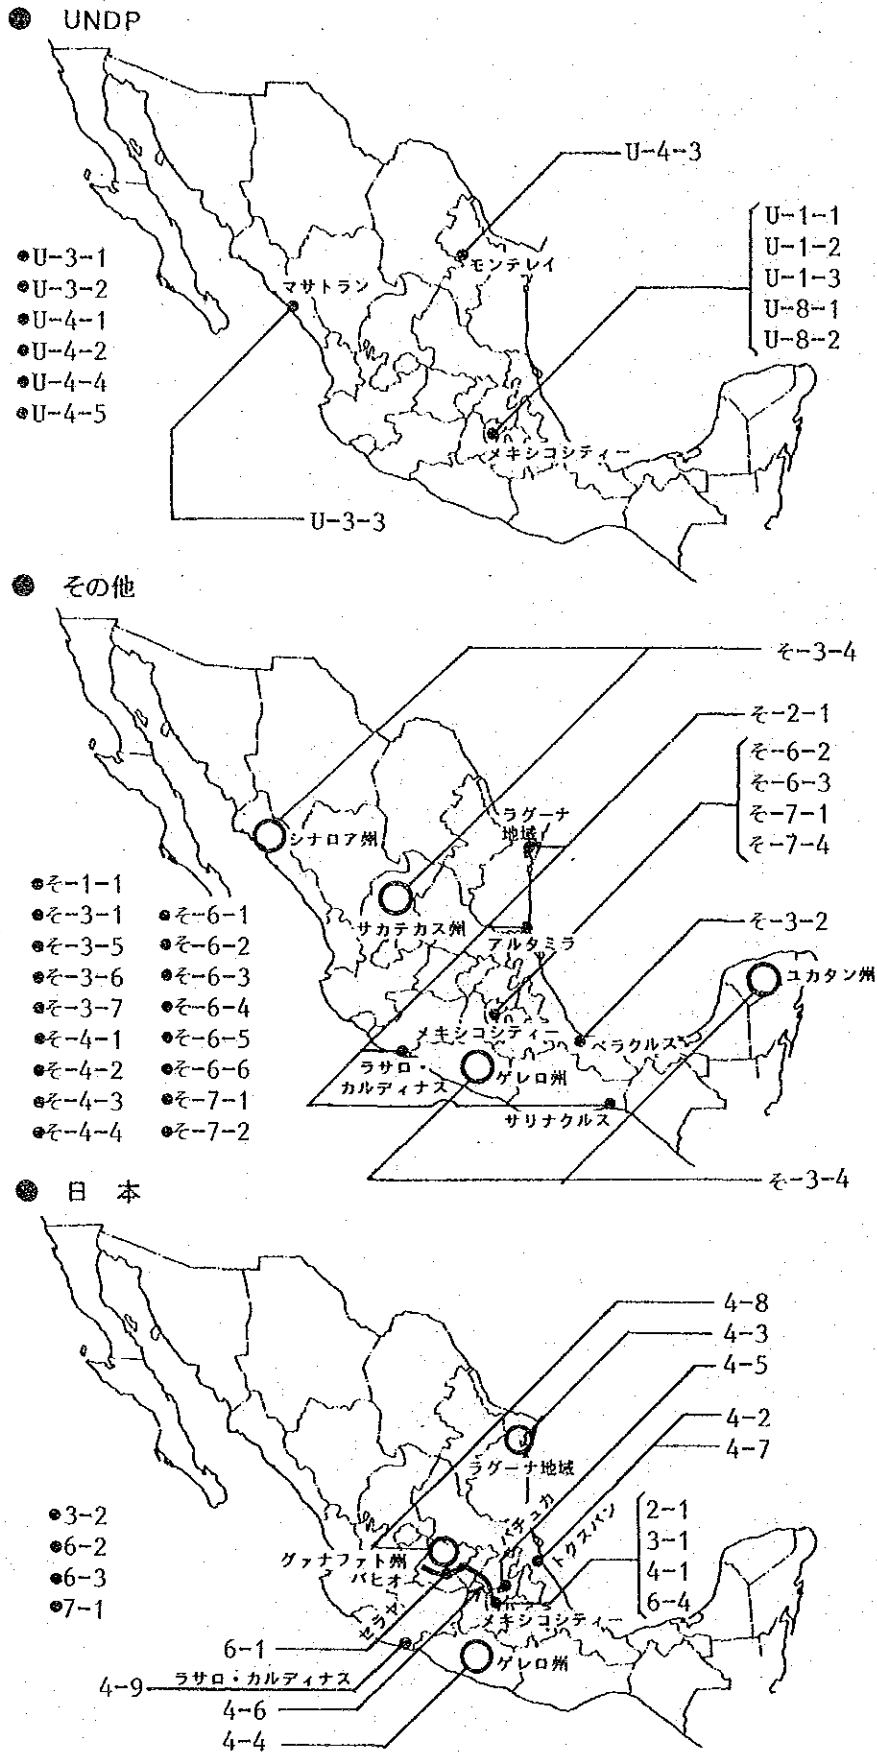 ● UNDP
U-4-3
U-1-1
U-1-2
U-1-3
U-8-1
U-8-2
●U-3-1
●U-3-2
●U-4-1
●U-4-2
●U-4-4
●U-4-5
モンテレイ
マサトラン
メキシコシティー
U-3-3
● その他
そ-3-4
そ-2-1
そ-6-2
そ-6-3
そ-7-1
そ-7-4
ラグーナ
地域
シナロア州
サカテカス州
アルタミラ
そ-3-2
ユカタン州
●そ-1-1
●そ-3-1 ●そ-6-1
●そ-3-5 ●そ-6-2
●そ-3-6 ●そ-6-3
●そ-3-7 ●そ-6-4
●そ-4-1 ●そ-6-5
●そ-4-2 ●そ-6-6
●そ-4-3 ●そ-7-1
●そ-4-4 ●そ-7-2
メキシコシティー
ベラクルス
ラサロ・
カルディナス
ゲレロ州
サリナクルス
そ-3-4
● 日本
4-8
4-3
4-5
4-2
4-7
ラグーナ地域
パチュカ
トクスパン
2-1
3-1
4-1
6-4
●3-2
●6-2
●6-3
●7-1
グァナファト州
バヒオ
セラヤ
メキシコシティー
6-1
ゲレロ州
4-9
ラサロ・カルディナス
4-6
4-4